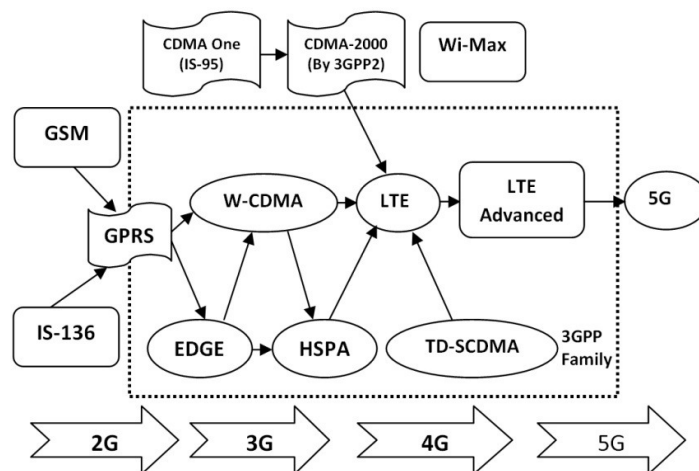 CDMA One
(IS-95)
CDMA-2000
(By 3GPP2)
Wi-Max
GSM
W-CDMA
LTE
LTE
Advanced
5G
GPRS
IS-136
EDGE
HSPA
TD-SCDMA
3GPP
Family
2G
3G
4G
5G